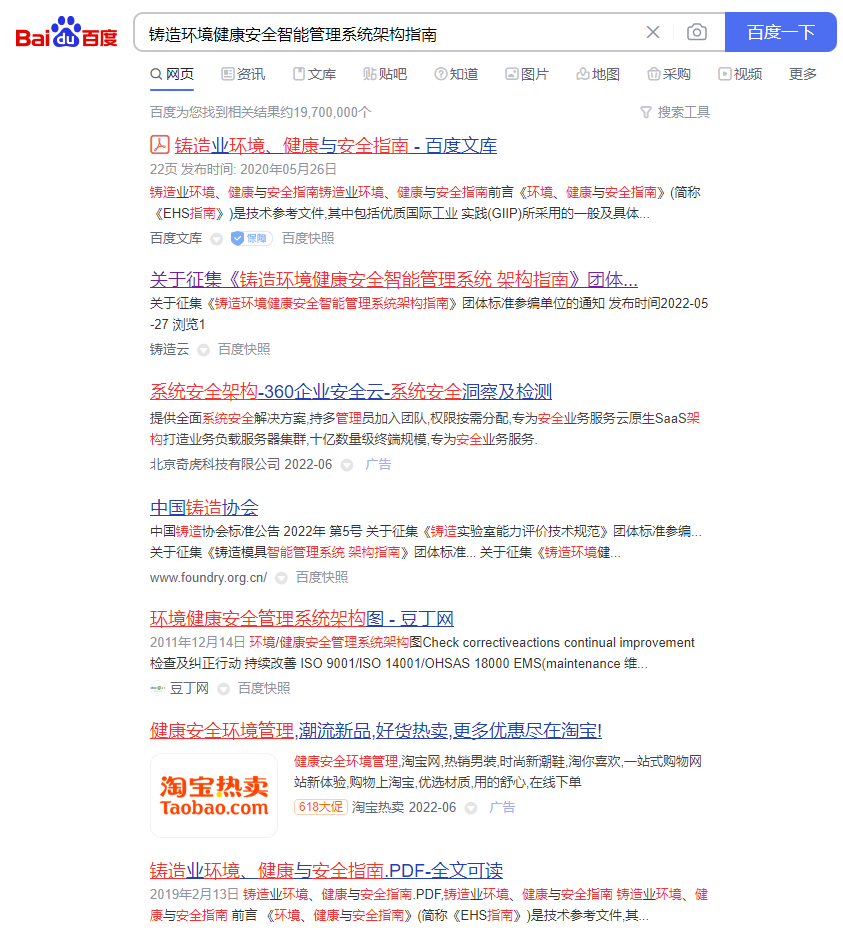 Bai du 百度
铸造环境健康安全智能管理系统架构指南
百度一下
网页 资讯 文库 贴吧 知道 图片 地图 采购 视频 更多
百度为您找到相关结果约19,700,000个 搜索工具
铸造业环境、健康与安全指南 - 百度文库
22页 发布时间: 2020年05月26日
铸造业环境、健康与安全指南铸造业环境、健康与安全指南前言《环境、健康与安全指南》(简称
《EHS指南》)是技术参考文件,其中包括优质国际工业 实践(GIIP)所采用的一般及具体...
百度文库 保障 百度快照
关于征集《铸造环境健康安全智能管理系统 架构指南》团体...
关于征集《铸造环境健康安全智能管理系统架构指南》团体标准参编单位的通知 发布时间2022-05
-27 浏览1
铸造云 百度快照
系统安全架构-360企业安全云-系统安全洞察及检测
提供全面系统安全解决方案,持多管理员加入团队,权限按需分配,专为安全业务服务云原生SaaS架
构打造业务负载服务器集群,十亿数量级终端规模,专为安全业务服务.
北京奇虎科技有限公司 2022-06 广告
中国铸造协会
中国铸造协会标准公告 2022年 第5号 关于征集《铸造实验室能力评价技术规范》团体标准参编...
关于征集《铸造模具智能管理系统 架构指南》团体标准... 关于征集《铸造环境健...
www.foundry.org.cn/ 百度快照
环境健康安全管理系统架构图 - 豆丁网
2011年12月14日 环境/健康安全管理系统架构图Check correctiveactions continual improvement
检查及纠正行动 持续改善 ISO 9001/ISO 14001/OHSAS 18000 EMS(maintenance 维...
豆丁网 百度快照
健康安全环境管理,潮流新品,好货热卖,更多优惠尽在淘宝!
淘宝热卖
Taobao.com
健康安全环境管理,淘宝网,热销男装,时尚新潮鞋,淘你喜欢,一站式购物网
站新体验,购物上淘宝,优选材质,用的舒心,在线下单
618大促 淘宝热卖 2022-06 广告
铸造业环境、健康与安全指南.PDF-全文可读
2019年2月13日 铸造业环境、健康与安全指南.PDF,铸造业环境、健康与安全指南 铸造业环境、健
康与安全指南 前言 《环境、健康与安全指南》(简称《EHS指南》)是技术参考文件,其...